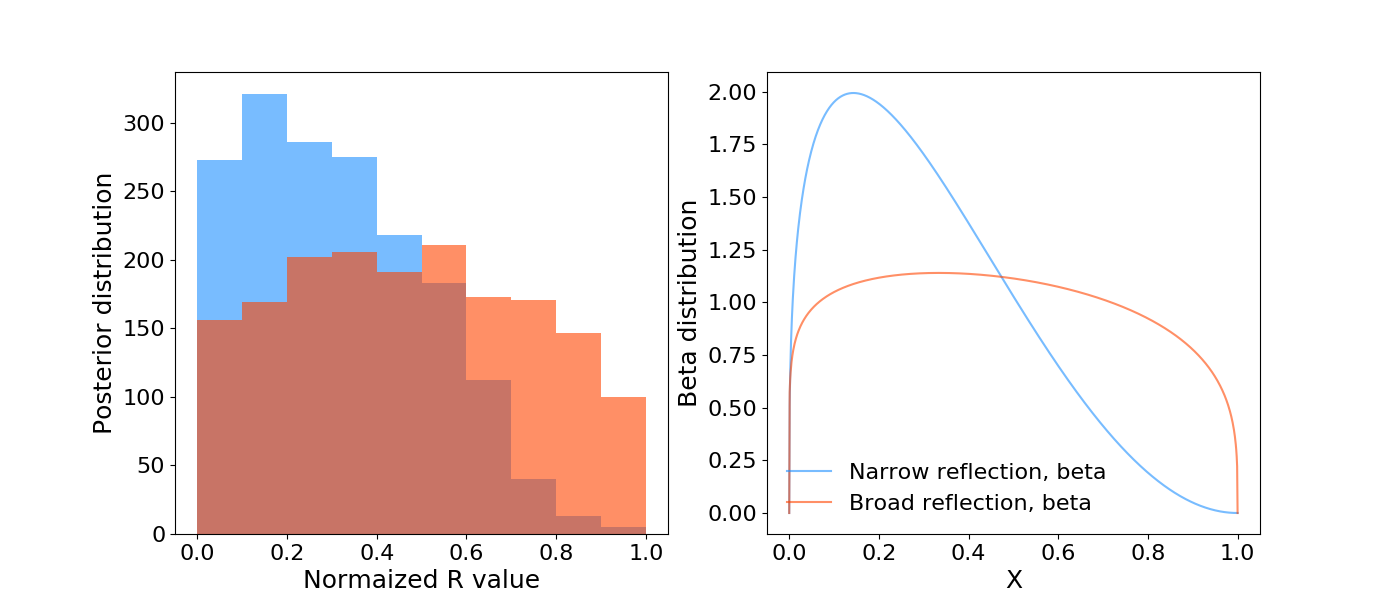 Posterior distribution
300
250
200
150
100
50
0
0.0 0.2 0.4 0.6 0.8 1.0
Normaized R value
Beta distribution
2.00
1.75
1.50
1.25
1.00
0.75
0.50
0.25
0.00
Narrow reflection, beta
Broad reflection, beta
0.0 0.2 0.4 0.6 0.8 1.0
X